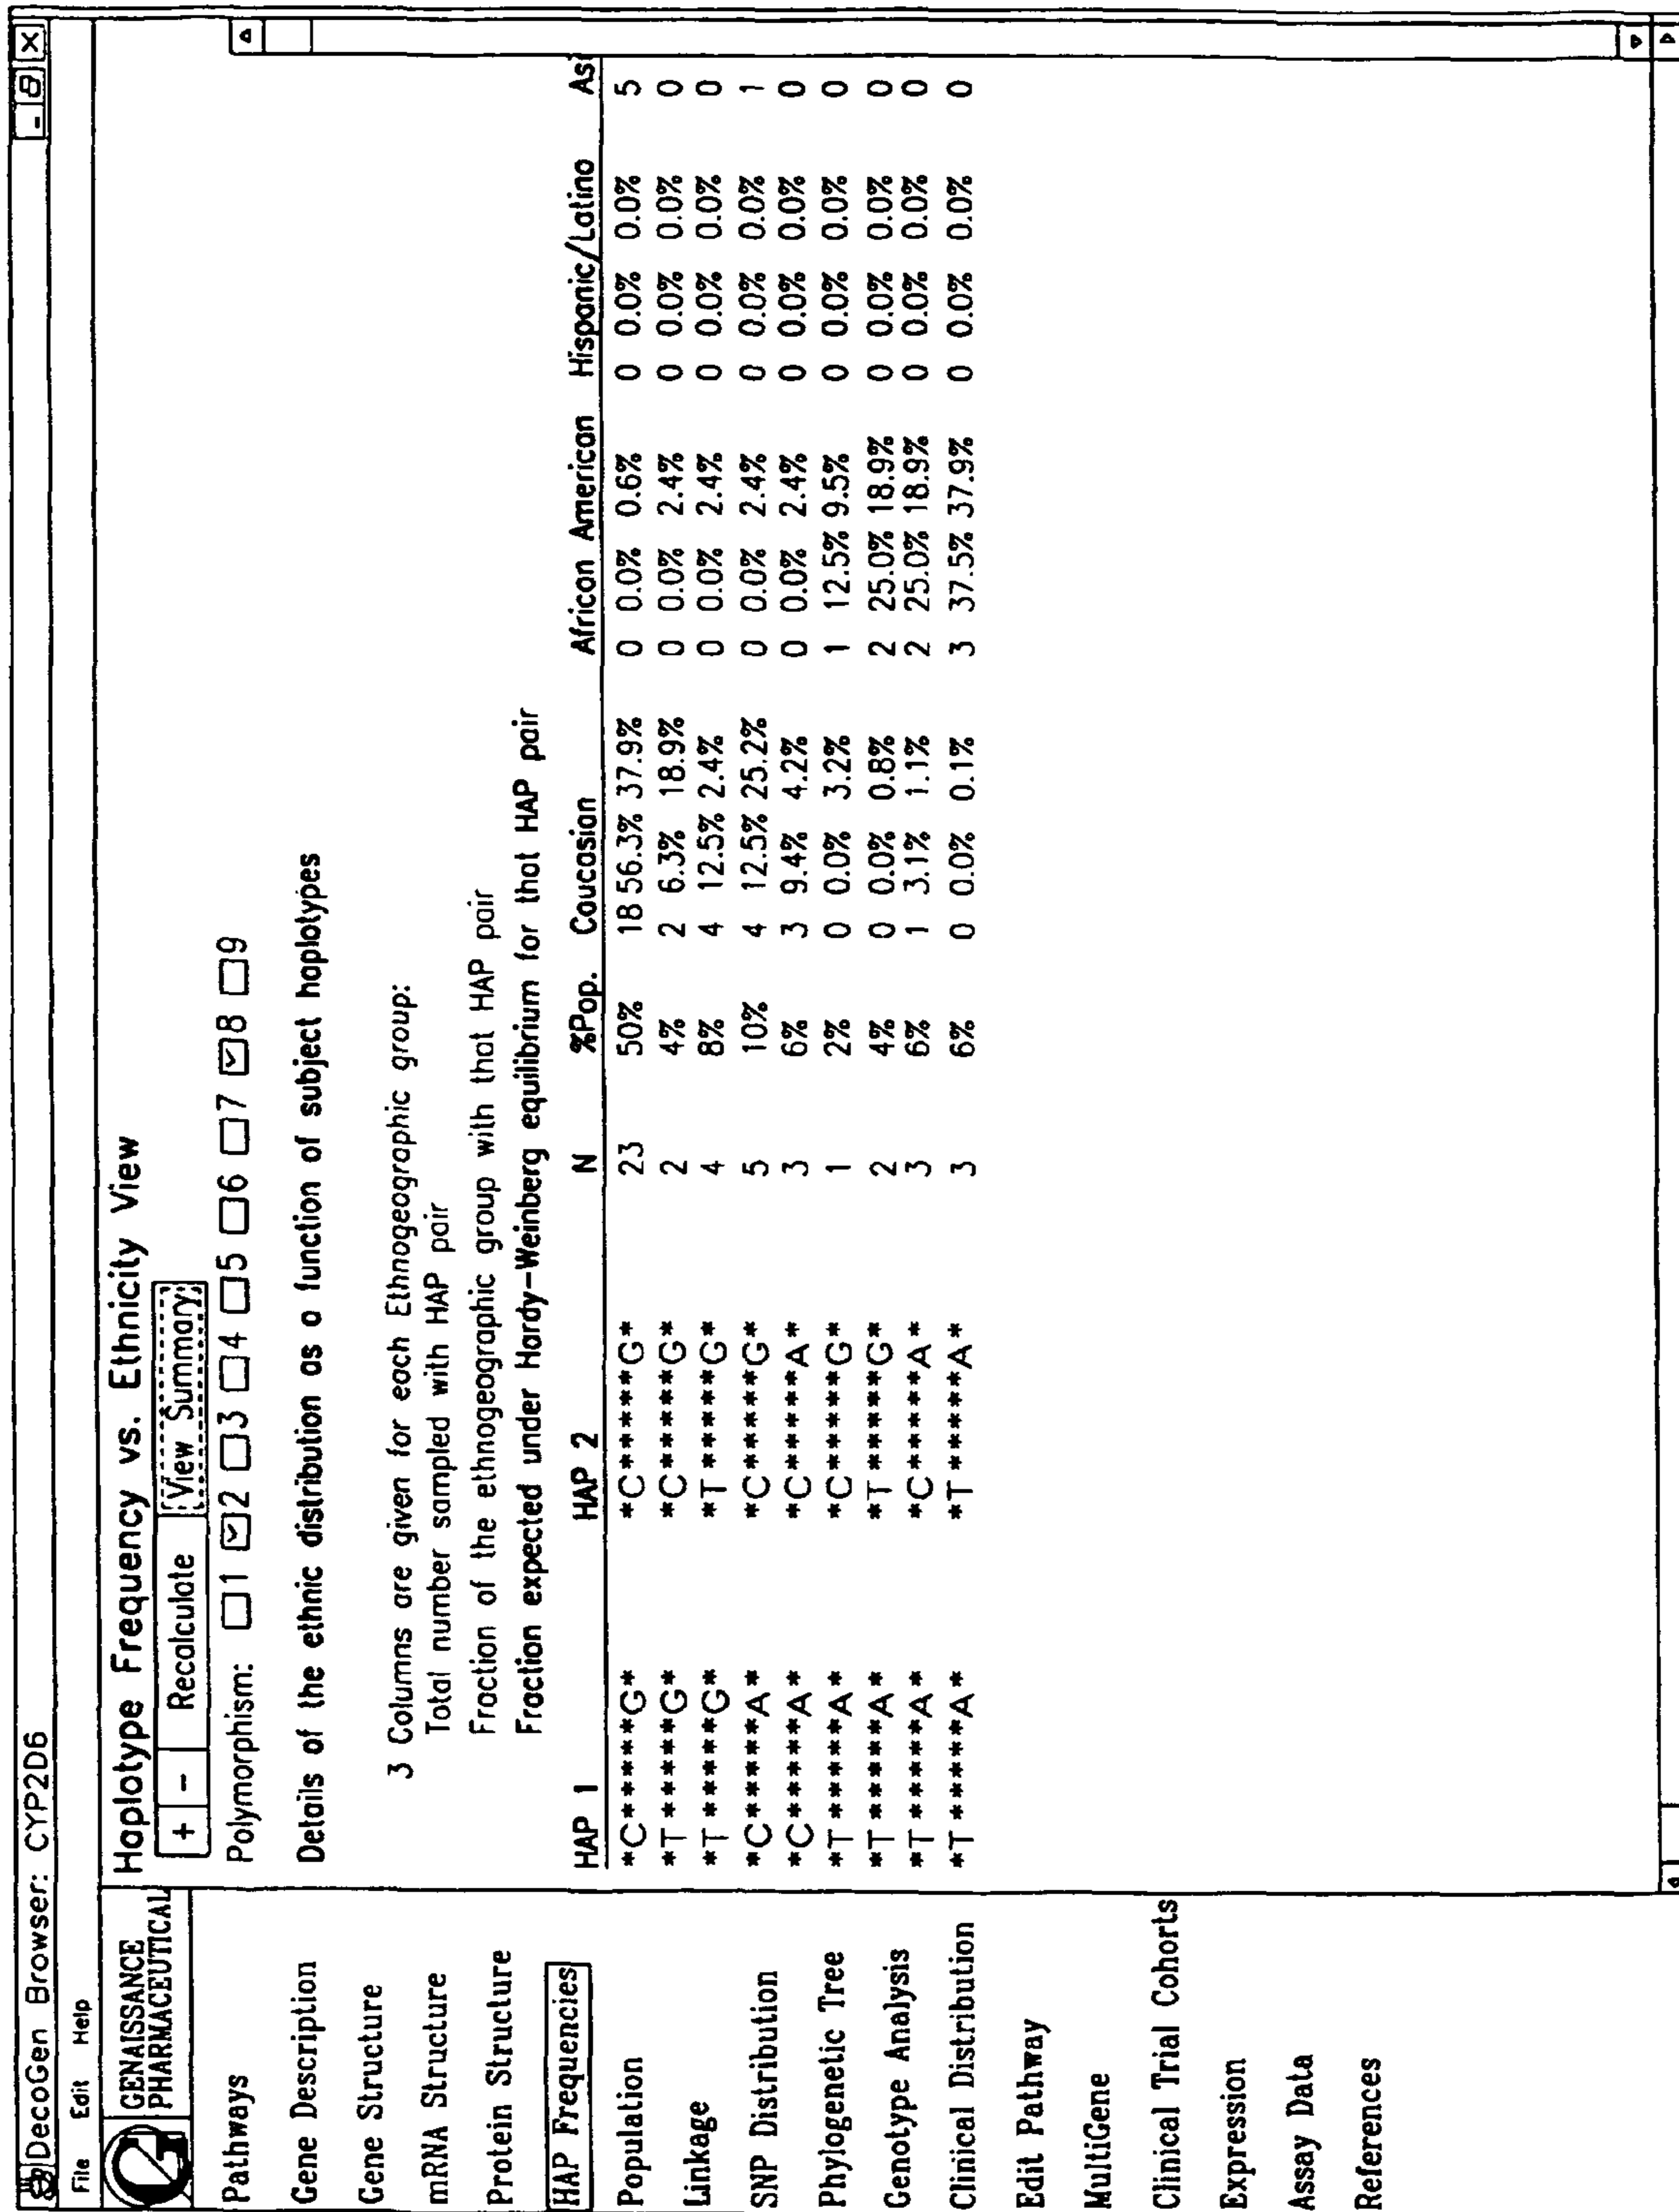 DecoGen Browser: CYP2D6
File Edit Help
GENAISSANCE
PHARMACEUTICAL
Pathways
Gene Description
Gene Structure
mRNA Structure
Protein Structure
HAP Frequencies
Population
Linkage
SNP Distribution
Phylogenetic Tree
Genotype Analysis
Clinical Distribution
Edit Pathway
MultiGene
Clinical Trial Cohorts
Expression
Assay Data
References
Haplotype Frequency vs. Ethnicity View
+ - Recalculate View Summary
Polymorphism: ☐1 ☑2 ☐3 ☐4 ☐5 ☐6 ☐7 ☑8 ☐9
Details of the ethnic distribution as a function of subject haplotypes
3 Columns are given for each Ethnogeographic group:
Total number sampled with HAP pair
Fraction of the ethnogeographic group with that HAP pair
Fraction expected under Hardy-Weinberg equilibrium for that HAP pair
HAP 1 HAP 2 N %Pop. Caucasian African American Hispanic/Latino Asi
*C*****G* *C*****G* 23 50% 18 56.3% 37.9% 0 0.0% 0.6% 0 0.0% 0.0% 5
*T*****G* *C*****G* 2 4% 2 6.3% 18.9% 0 0.0% 2.4% 0 0.0% 0.0% 0
*T*****G* *T*****G* 4 8% 4 12.5% 2.4% 0 0.0% 2.4% 0 0.0% 0.0% 0
*C*****A* *C*****G* 5 10% 4 12.5% 25.2% 0 0.0% 2.4% 0 0.0% 0.0% 1
*C*****A* *C*****A* 3 6% 3 9.4% 4.2% 0 0.0% 2.4% 0 0.0% 0.0% 0
*T*****A* *C*****G* 1 2% 0 0.0% 3.2% 1 12.5% 9.5% 0 0.0% 0.0% 0
*T*****A* *T*****G* 2 4% 0 0.0% 0.8% 2 25.0% 18.9% 0 0.0% 0.0% 0
*T*****A* *C*****A* 3 6% 1 3.1% 1.1% 2 25.0% 18.9% 0 0.0% 0.0% 0
*T*****A* *T*****A* 3 6% 0 0.0% 0.1% 3 37.5% 37.9% 0 0.0% 0.0% 0